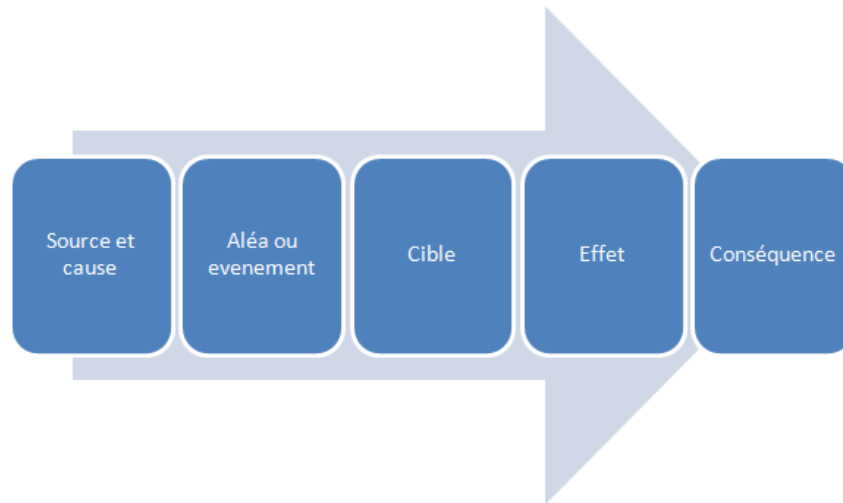 Source et
cause
Aléa ou
evenement
Cible
Effet
Conséquence